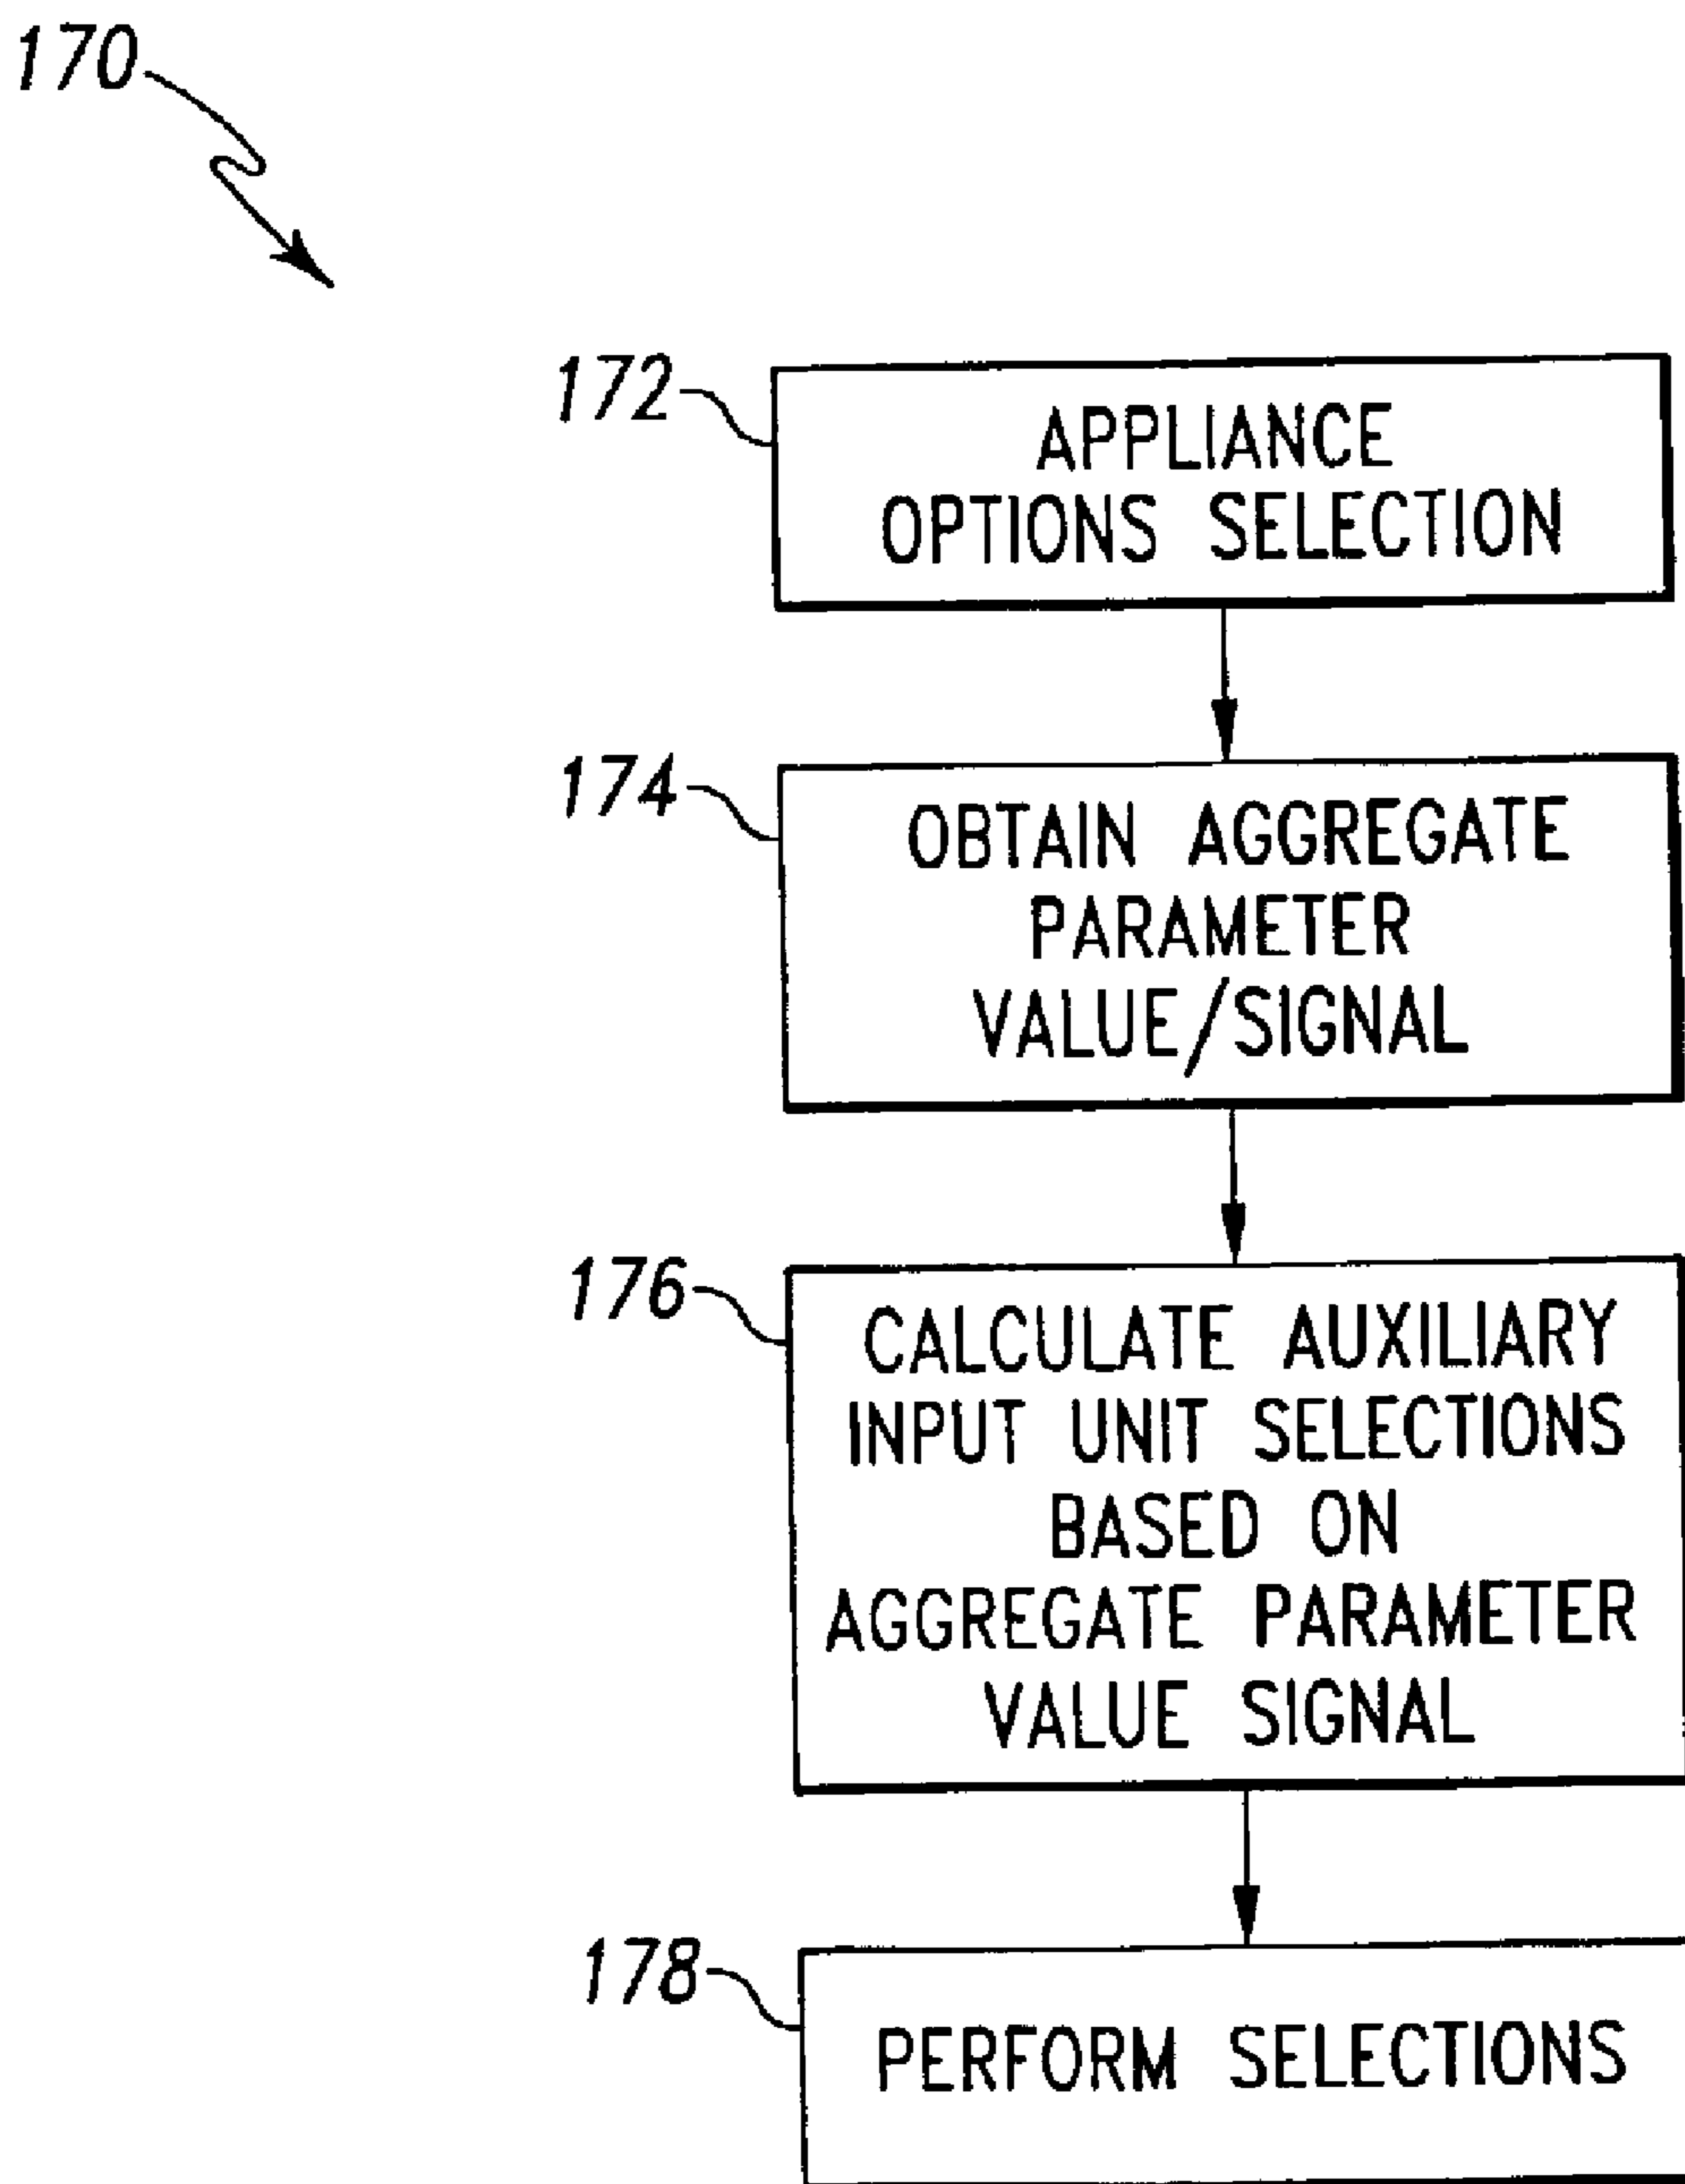 170
172
APPLIANCE
OPTIONS SELECTION
174
OBTAIN AGGREGATE
PARAMETER
VALUE/SIGNAL
176
CALCULATE AUXILIARY
INPUT UNIT SELECTIONS
BASED ON
AGGREGATE PARAMETER
VALUE SIGNAL
178
PERFORM SELECTIONS